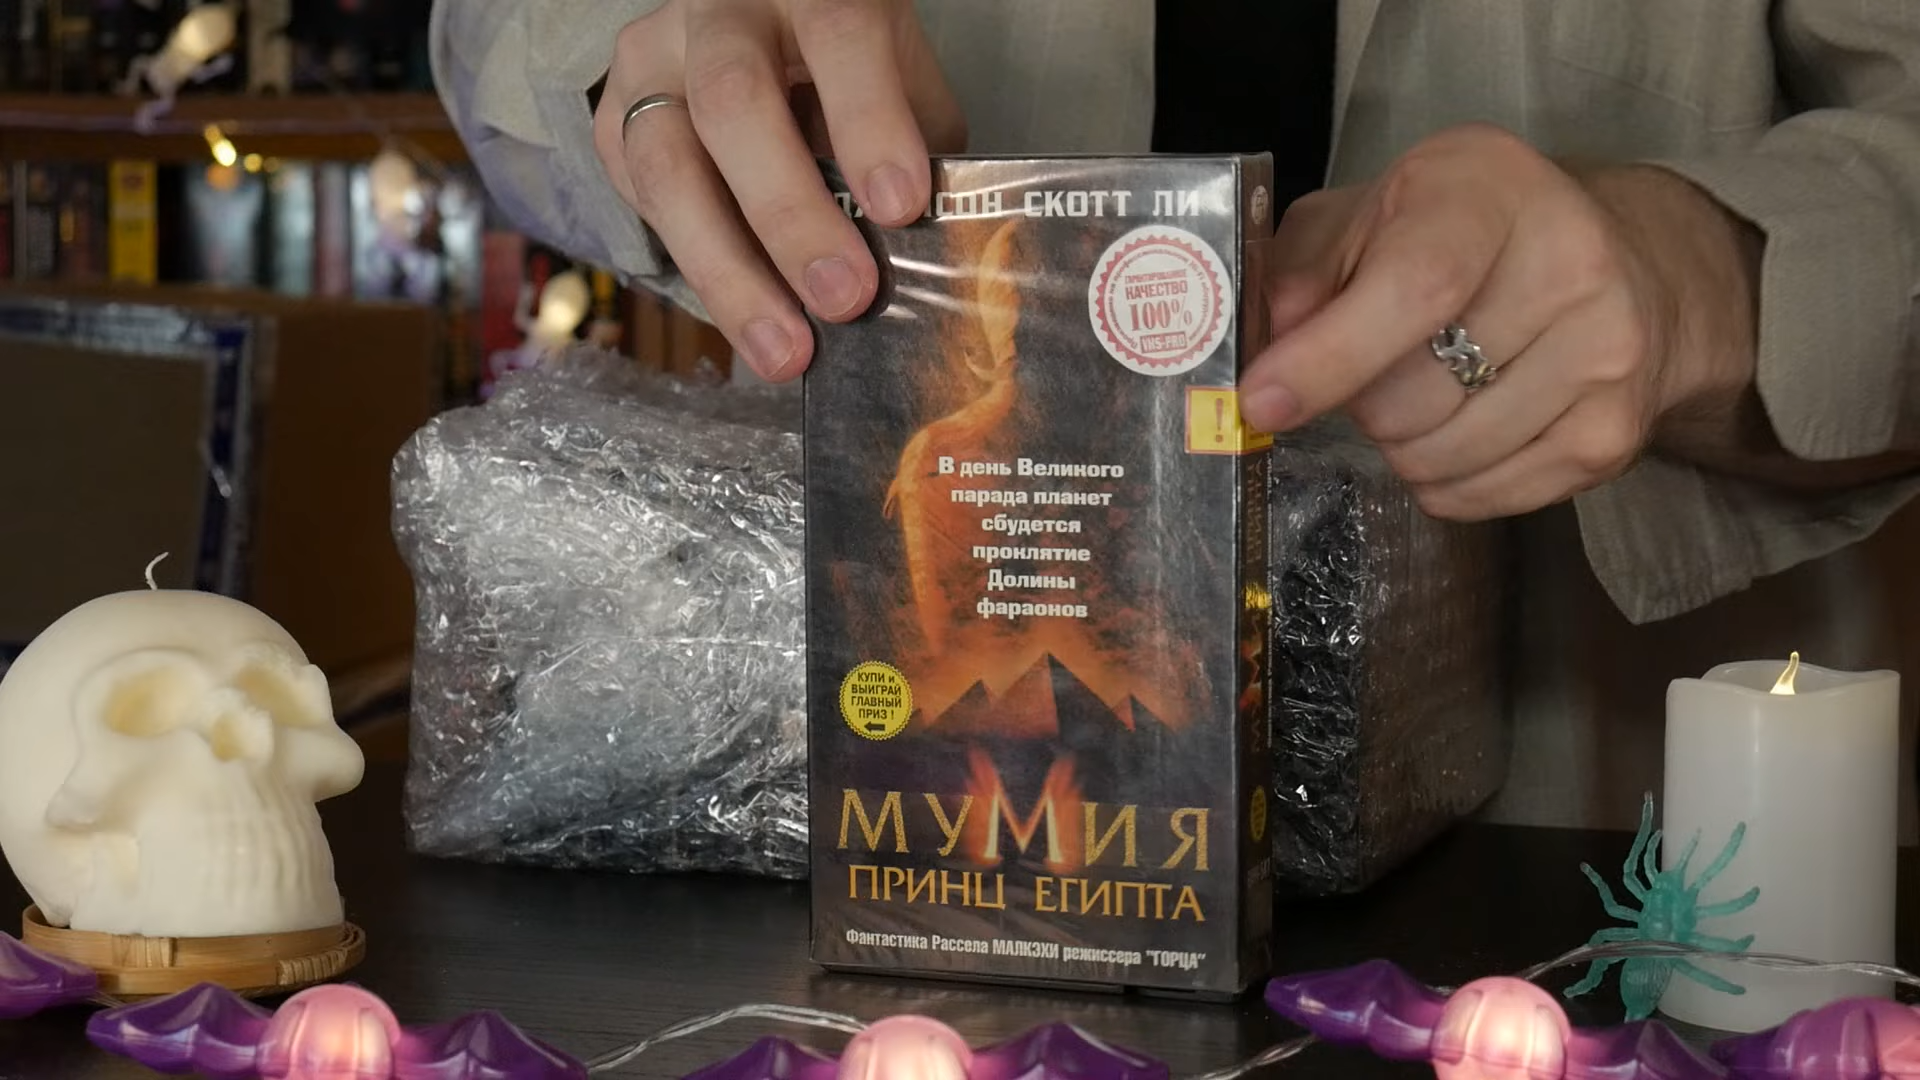 СКОТТ ЛИ
ГАРАНТИРОВАННОЕ
КАЧЕСТВО
100%
VHS-PRO
!
В день Великого
парада планет
сбудется
проклятие
Долины
фараонов
КУПИ и
ВЫИГРАЙ
ГЛАВНЫЙ
ПРИЗ !
МУМИЯ
ПРИНЦ ЕГИПТА
Фантастика Рассела МАЛКЭХИ режиссера "ГОРЦА"